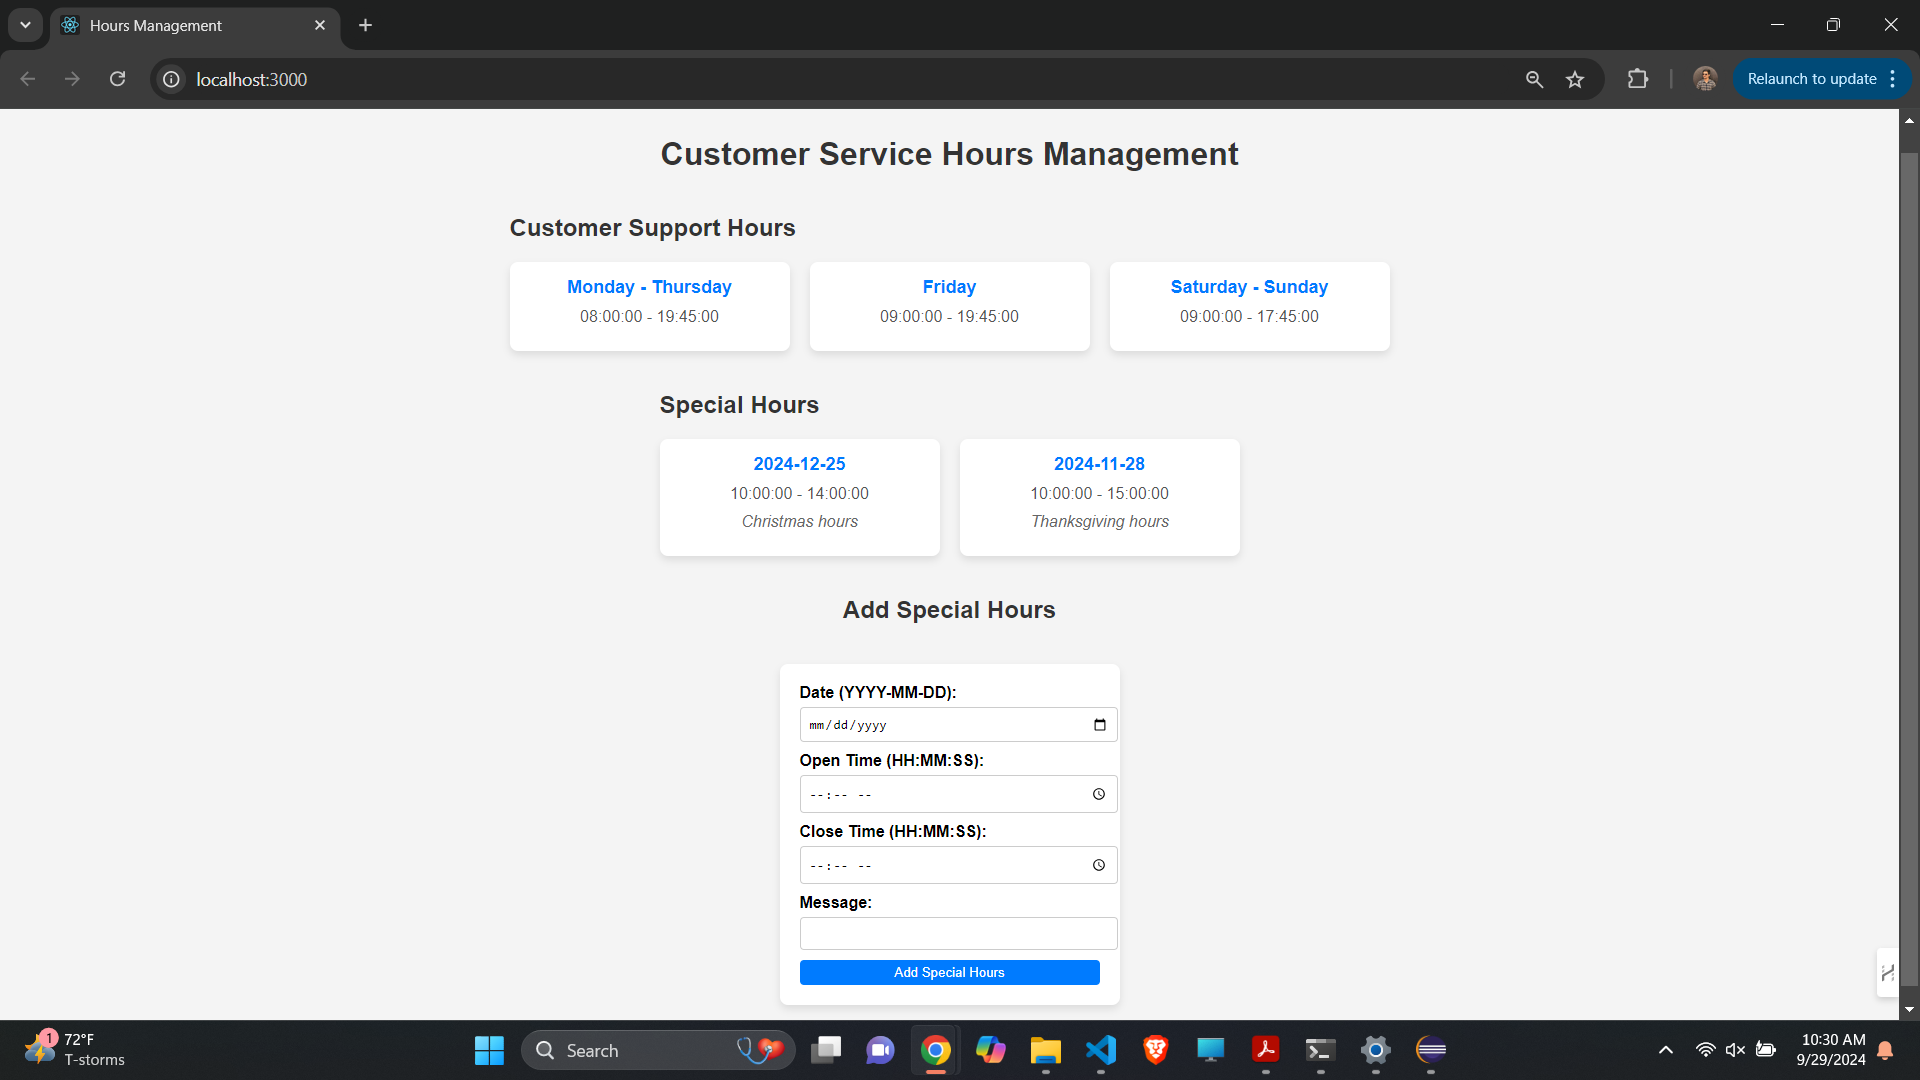 Hours Management
localhost:3000
Relaunch to update
Customer Service Hours Management
Customer Support Hours
Monday - Thursday
08:00:00 - 19:45:00
Friday
09:00:00 - 19:45:00
Saturday - Sunday
09:00:00 - 17:45:00
Special Hours
2024-12-25
10:00:00 - 14:00:00
Christmas hours
2024-11-28
10:00:00 - 15:00:00
Thanksgiving hours
Add Special Hours
Date (YYYY-MM-DD):
mm/dd/yyyy
Open Time (HH:MM:SS):
--:-- --
Close Time (HH:MM:SS):
--:-- --
Message:
Add Special Hours
1
72°F
T-storms
Search
10:30 AM
9/29/2024